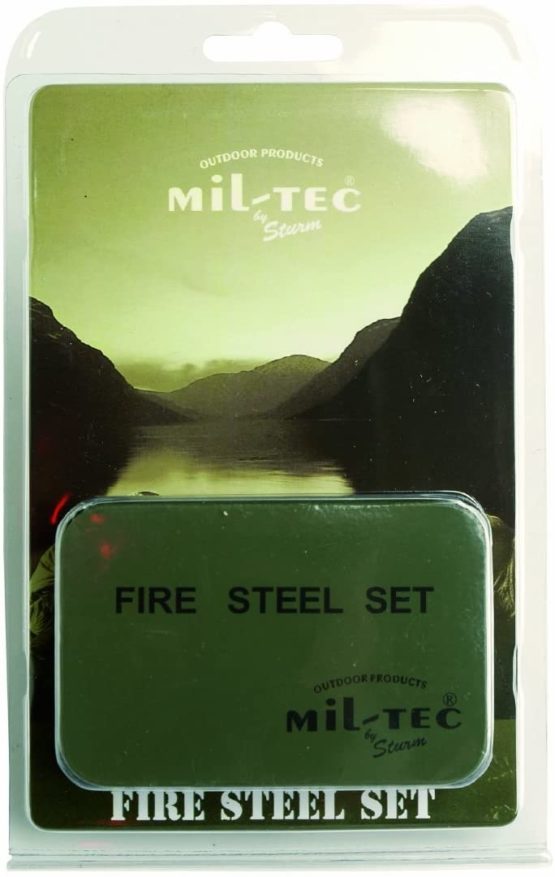 OUTDOOR PRODUCTS
MiL-TEC®
by Sturm
FIRE STEEL SET
OUTDOOR PRODUCTS
MiL-TEC®
by Sturm
FIRE STEEL SET